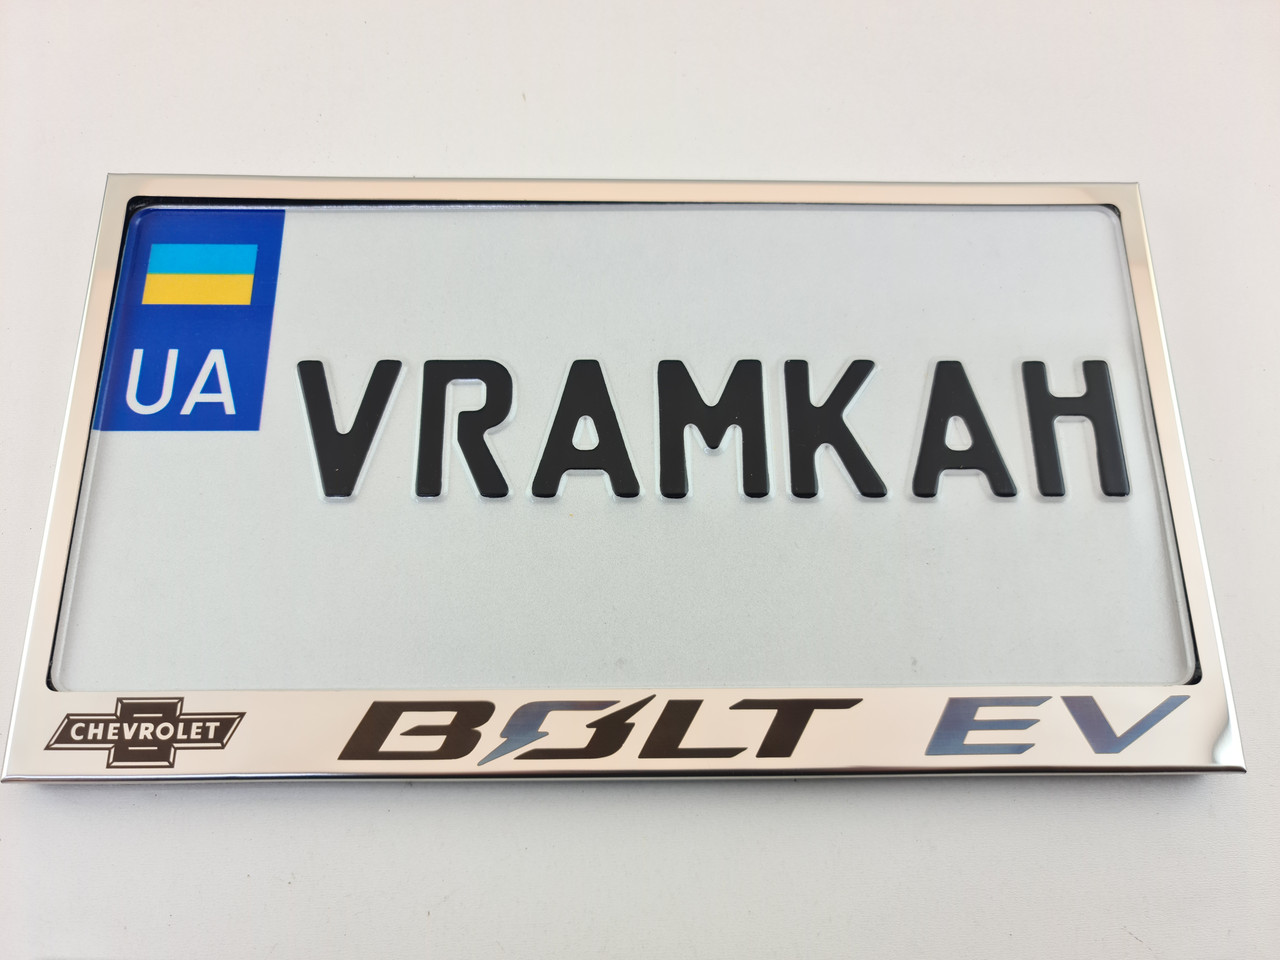 UA
VRAMKAH
CHEVROLET
BOLT EV